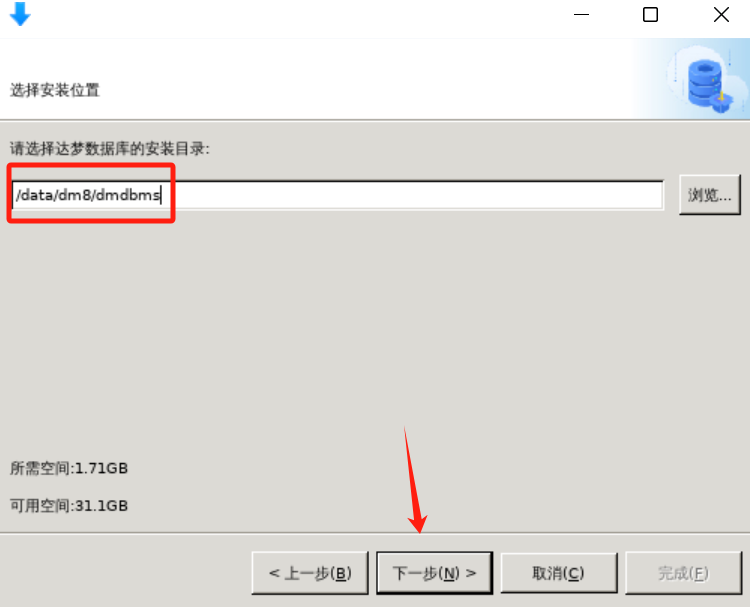 选择安装位置
请选择达梦数据库的安装目录:
/data/dm8/dmdbms
浏览...
所需空间:1.71GB
可用空间:31.1GB
< 上一步(B) 下一步(N) > 取消(C) 完成(F)